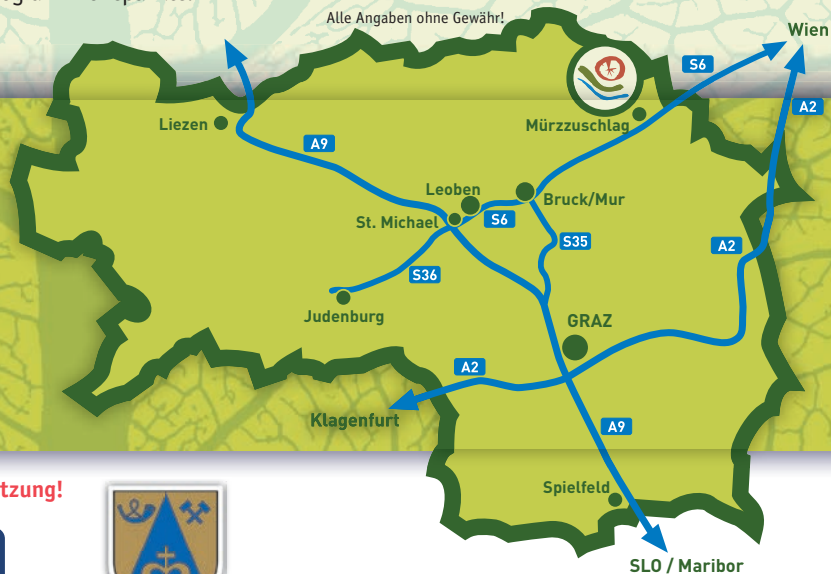 Alle Angaben ohne Gewähr!
Wien
S6
A2
Liezen
Mürzzuschlag
A9
Leoben
Bruck/Mur
St. Michael
S6
S35
A2
S36
Judenburg
GRAZ
A2
Klagenfurt
A9
Spielfeld
tzung!
SLO / Maribor